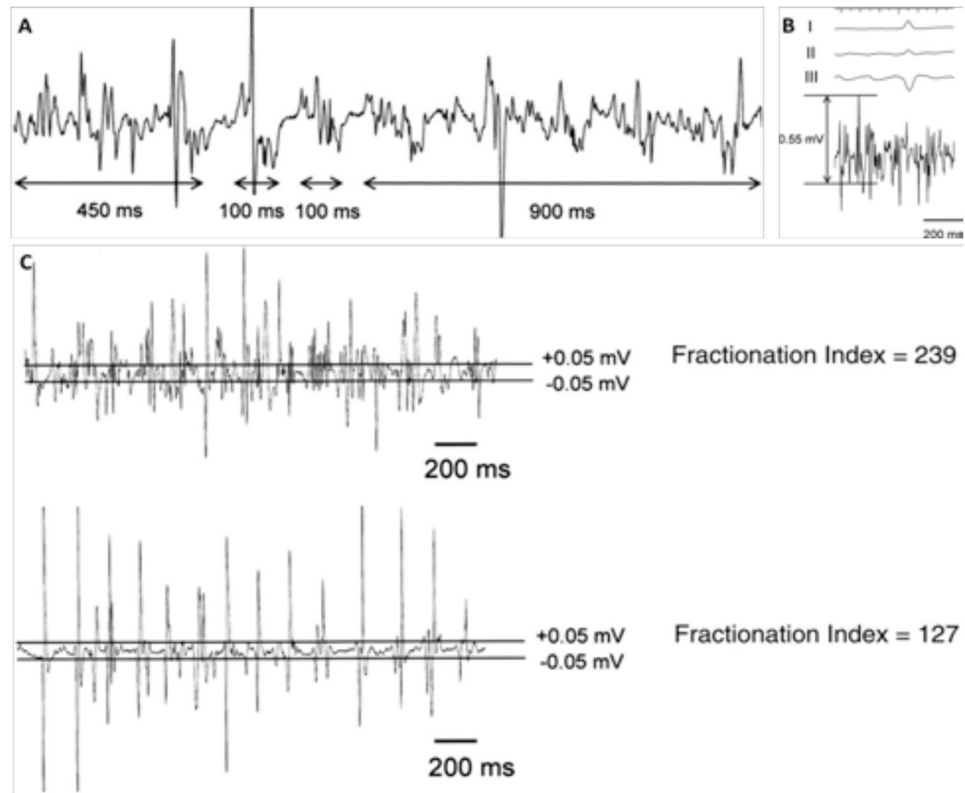 A
450 ms
100 ms
100 ms
900 ms
B
I
II
III
0.55 mV
200 ms
C
+0.05 mV
-0.05 mV
Fractionation Index = 239
200 ms
+0.05 mV
-0.05 mV
Fractionation Index = 127
200 ms